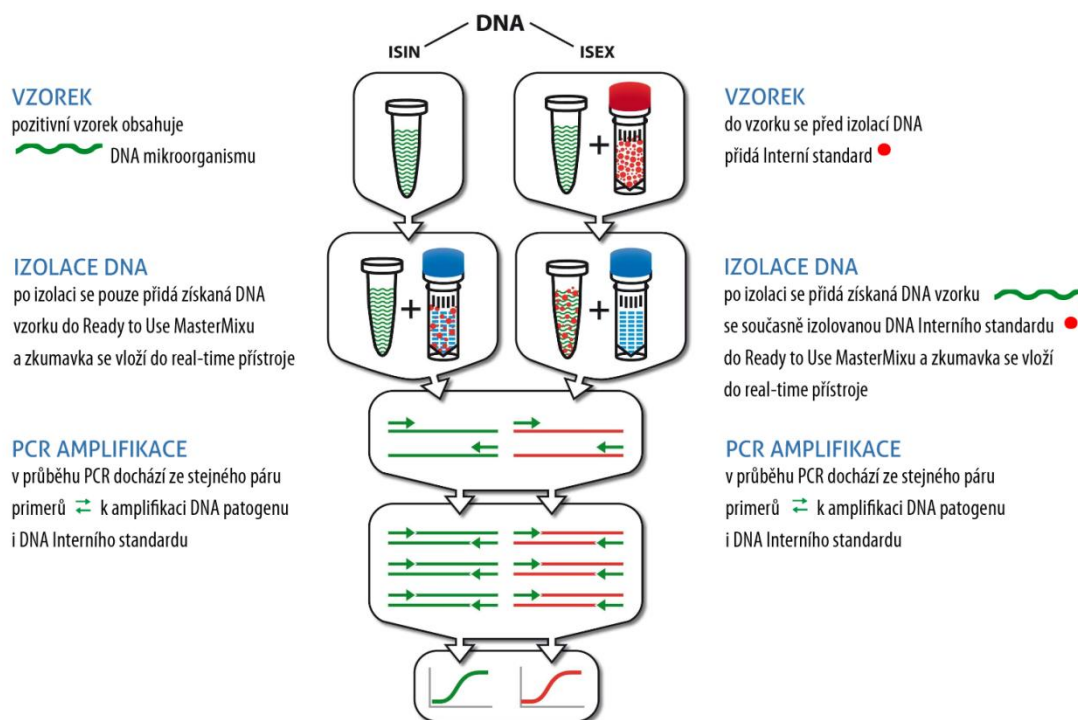 DNA
ISIN
ISEX
VZOREK
pozitivní vzorek obsahuje
DNA mikroorganismu
VZOREK
do vzorku se před izolací DNA
přidá Interní standard
IZOLACE DNA
po izolaci se pouze přidá získaná DNA
vzorku do Ready to Use MasterMixu
a zkumavka se vloží do real-time přístroje
IZOLACE DNA
po izolaci se přidá získaná DNA vzorku
se současně izolovanou DNA Interního standardu
do Ready to Use MasterMixu a zkumavka se vloží
do real-time přístroje
PCR AMPLIFIKACE
v průběhu PCR dochází ze stejného páru
primerů ⇄ k amplifikaci DNA patogenu
i DNA Interního standardu
PCR AMPLIFIKACE
v průběhu PCR dochází ze stejného páru
primerů ⇄ k amplifikaci DNA patogenu
i DNA Interního standardu